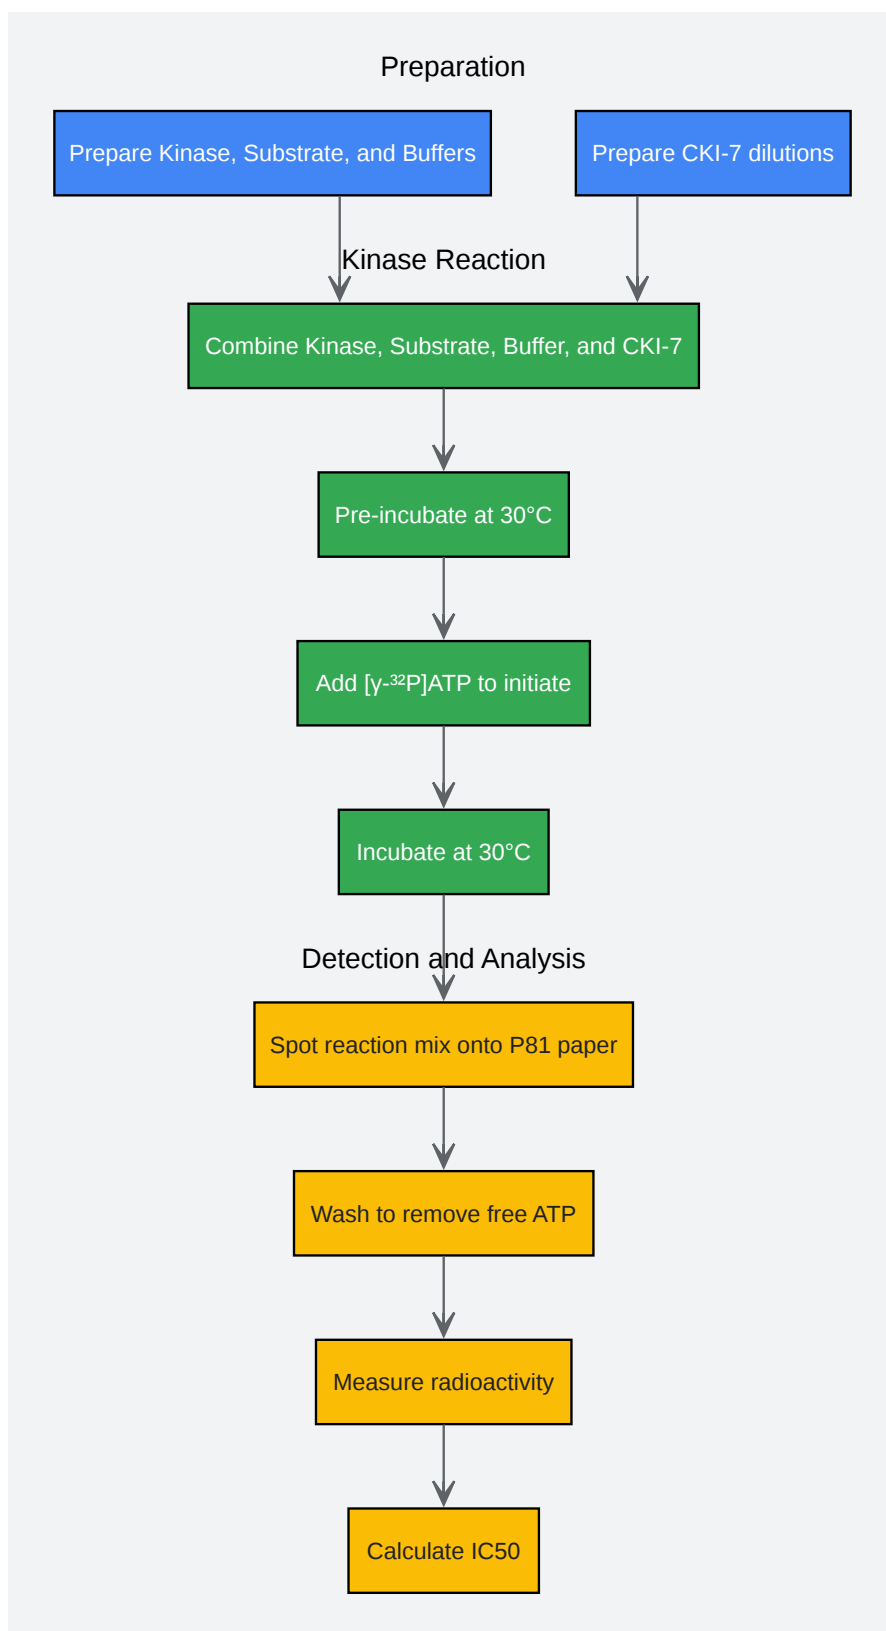 Preparation
Prepare Kinase, Substrate, and Buffers
Prepare CKI-7 dilutions
Kinase Reaction
Combine Kinase, Substrate, Buffer, and CKI-7
Pre-incubate at 30°C
Add [γ-³²P]ATP to initiate
Incubate at 30°C
Detection and Analysis
Spot reaction mix onto P81 paper
Wash to remove free ATP
Measure radioactivity
Calculate IC50